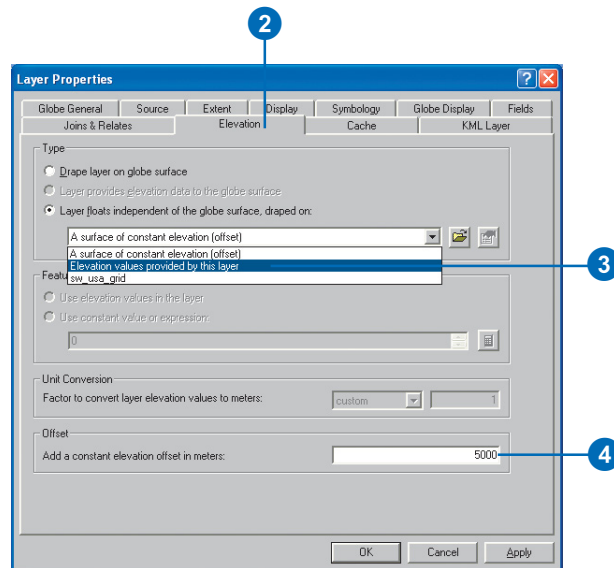 2
Layer Properties
Globe General Source Extent Display Symbology Globe Display Fields
Joins & Relates Elevation Cache KML Layer
Type
Drape layer on globe surface
Layer provides elevation data to the globe surface
Layer floats independent of the globe surface, draped on:
A surface of constant elevation (offset)
A surface of constant elevation (offset)
Elevation values provided by this layer
3
sw_usa_grid
Featu
Use elevation values in the layer
Use constant value or expression:
0
Unit Conversion
Factor to convert layer elevation values to meters: custom 1
Offset
Add a constant elevation offset in meters: 5000
4
OK Cancel Apply